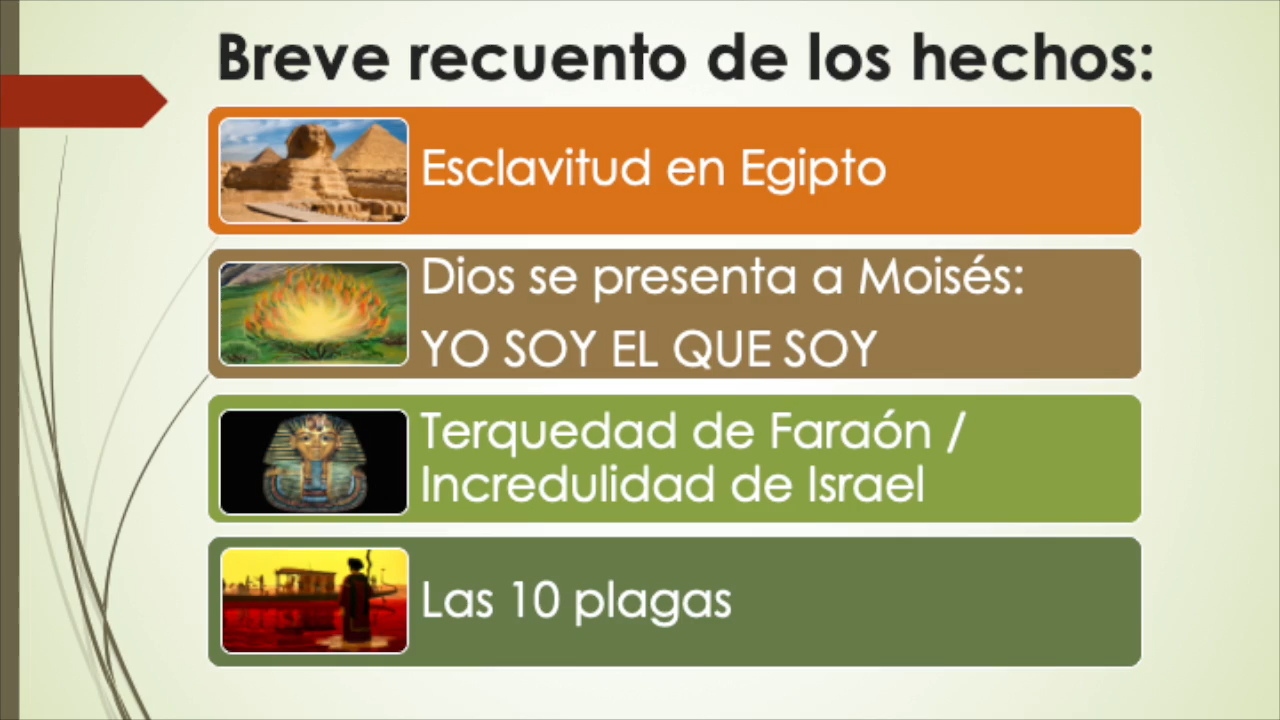 Breve recuento de los hechos:
Esclavitud en Egipto
Dios se presenta a Moisés:
YO SOY EL QUE SOY
Terquedad de Faraón /
Incredulidad de Israel
Las 10 plagas